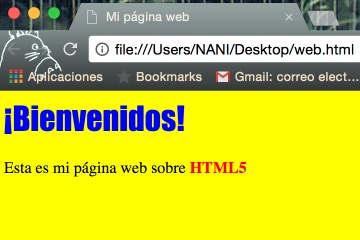 Mi página web
file:///Users/NANI/Desktop/web.html
Aplicaciones Bookmarks Gmail: correo elect...
¡Bienvenidos!
Esta es mi página web sobre HTML5